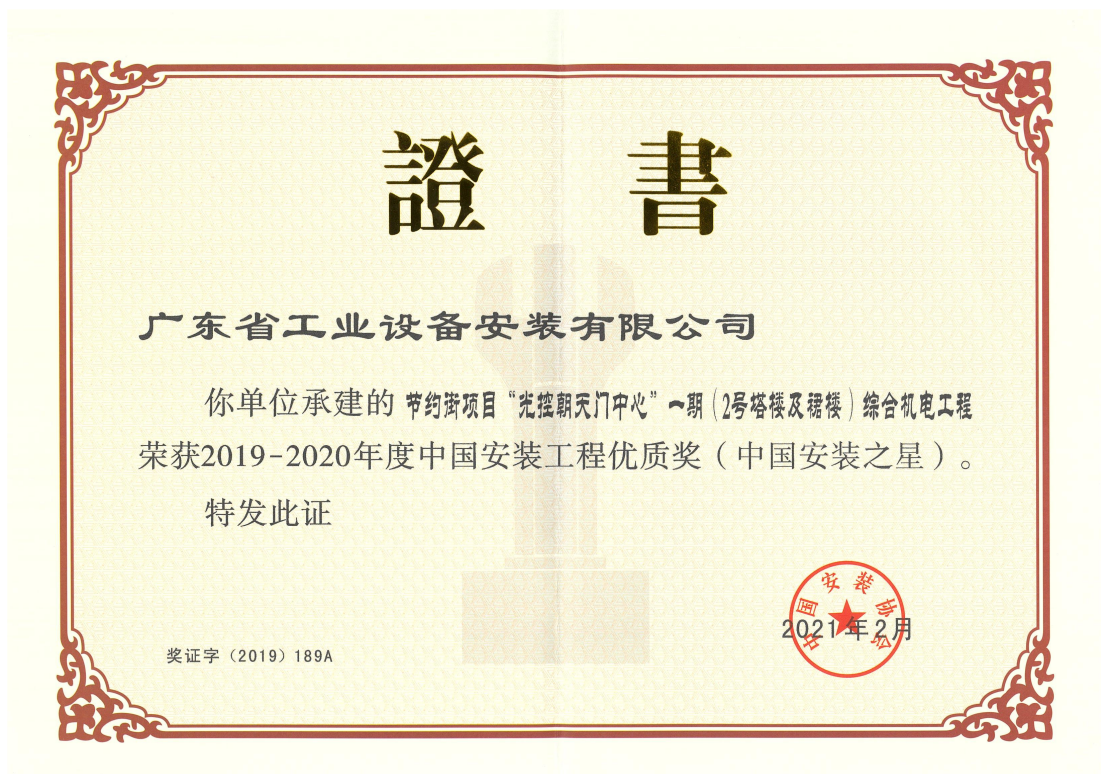 證書
广东省工业设备安装有限公司
你单位承建的 节约街项目“光控朝天门中心”一期(2号塔楼及裙楼)综合机电工程
荣获2019-2020年度中国安装工程优质奖（中国安装之星）。
特发此证
中国安装协会
2021年2月
奖证字（2019）189A